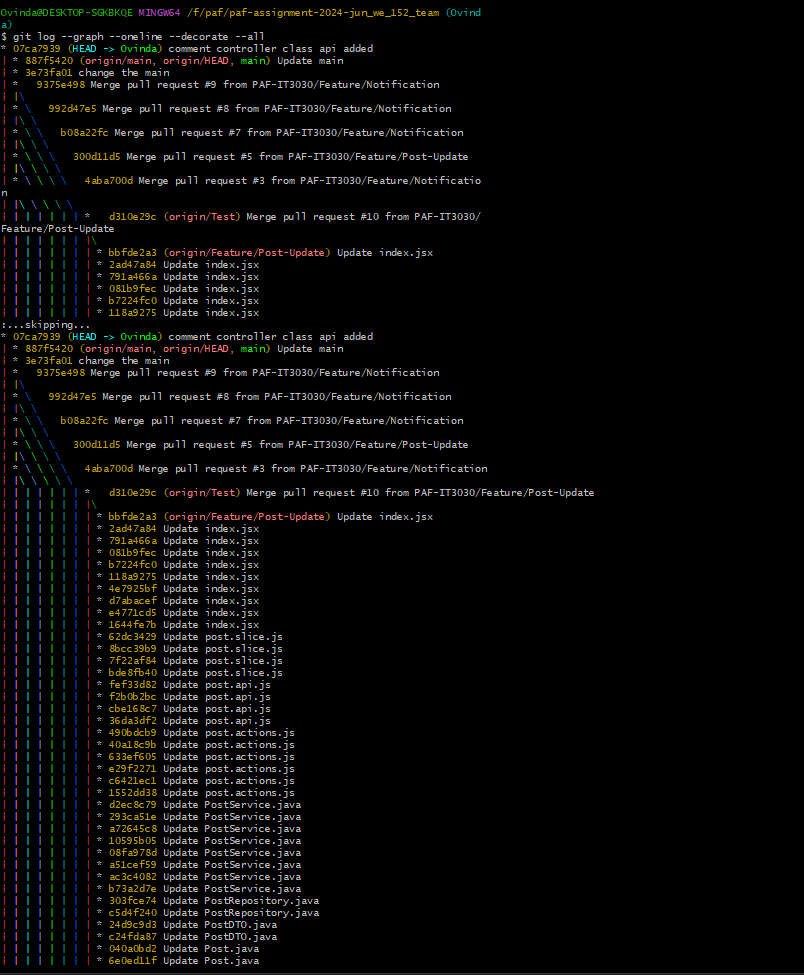 Ovinda@DESKTOP-SGKBKQE MINGW64 /f/paf/paf-assignment-2024-jun_we_152_team (Ovind
a)
$ git log --graph --oneline --decorate --all
* 07ca7939 (HEAD -> Ovinda) comment controller class api added
| * 887f5420 (origin/main, origin/HEAD, main) Update main
| * 3e73fa01 change the main
| *   9375e498 Merge pull request #9 from PAF-IT3030/Feature/Notification
| |\
| * \   992d47e5 Merge pull request #8 from PAF-IT3030/Feature/Notification
| |\ \
| * \ \   b08a22fc Merge pull request #7 from PAF-IT3030/Feature/Notification
| |\ \ \
| * \ \ \   300d11d5 Merge pull request #5 from PAF-IT3030/Feature/Post-Update
| |\ \ \ \
| * \ \ \ \   4aba700d Merge pull request #3 from PAF-IT3030/Feature/Notificatio
n
| |\ \ \ \ \
| | | | | | | *   d310e29c (origin/Test) Merge pull request #10 from PAF-IT3030/
Feature/Post-Update
| | | | | | | |\
| | | | | | | | * bbfde2a3 (origin/Feature/Post-Update) Update index.jsx
| | | | | | | | * 2ad47a84 Update index.jsx
| | | | | | | | * 791a466a Update index.jsx
| | | | | | | | * 081b9fec Update index.jsx
| | | | | | | | * b7224fc0 Update index.jsx
| | | | | | | | * 118a9275 Update index.jsx
:...skipping...
* 07ca7939 (HEAD -> Ovinda) comment controller class api added
| * 887f5420 (origin/main, origin/HEAD, main) Update main
| * 3e73fa01 change the main
| *   9375e498 Merge pull request #9 from PAF-IT3030/Feature/Notification
| |\
| * \   992d47e5 Merge pull request #8 from PAF-IT3030/Feature/Notification
| |\ \
| * \ \   b08a22fc Merge pull request #7 from PAF-IT3030/Feature/Notification
| |\ \ \
| * \ \ \   300d11d5 Merge pull request #5 from PAF-IT3030/Feature/Post-Update
| |\ \ \ \
| * \ \ \ \   4aba700d Merge pull request #3 from PAF-IT3030/Feature/Notification
| |\ \ \ \ \
| | | | | | | *   d310e29c (origin/Test) Merge pull request #10 from PAF-IT3030/Feature/Post-Update
| | | | | | | |\
| | | | | | | | * bbfde2a3 (origin/Feature/Post-Update) Update index.jsx
| | | | | | | | * 2ad47a84 Update index.jsx
| | | | | | | | * 791a466a Update index.jsx
| | | | | | | | * 081b9fec Update index.jsx
| | | | | | | | * b7224fc0 Update index.jsx
| | | | | | | | * 118a9275 Update index.jsx
| | | | | | | | * 4e7925bf Update index.jsx
| | | | | | | | * d7abacef Update index.jsx
| | | | | | | | * e4771cd5 Update index.jsx
| | | | | | | | * 1644fe7b Update index.jsx
| | | | | | | | * 62dc3429 Update post.slice.js
| | | | | | | | * 8bcc39b9 Update post.slice.js
| | | | | | | | * 7f22af84 Update post.slice.js
| | | | | | | | * bde8fb40 Update post.slice.js
| | | | | | | | * fef33d82 Update post.api.js
| | | | | | | | * f2b0b2bc Update post.api.js
| | | | | | | | * cbe168c7 Update post.api.js
| | | | | | | | * 36da3df2 Update post.api.js
| | | | | | | | * 490bdcb9 Update post.actions.js
| | | | | | | | * 40a18c9b Update post.actions.js
| | | | | | | | * 633ef605 Update post.actions.js
| | | | | | | | * e29f2271 Update post.actions.js
| | | | | | | | * c6421ec1 Update post.actions.js
| | | | | | | | * 1552dd38 Update post.actions.js
| | | | | | | | * d2ec8c79 Update PostService.java
| | | | | | | | * 293ca51e Update PostService.java
| | | | | | | | * a72645c8 Update PostService.java
| | | | | | | | * 10595b05 Update PostService.java
| | | | | | | | * 08fa978d Update PostService.java
| | | | | | | | * a51cef59 Update PostService.java
| | | | | | | | * ac3c4082 Update PostService.java
| | | | | | | | * b73a2d7e Update PostService.java
| | | | | | | | * 303fce74 Update PostRepository.java
| | | | | | | | * c5d4f240 Update PostRepository.java
| | | | | | | | * 24d9c9d3 Update PostDTO.java
| | | | | | | | * c24fda87 Update PostDTO.java
| | | | | | | | * 040a0bd2 Update Post.java
| | | | | | | | * 6e0ed11f Update Post.java